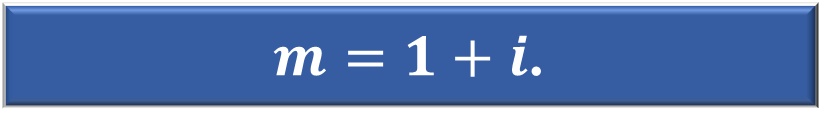 m = 1 + i.